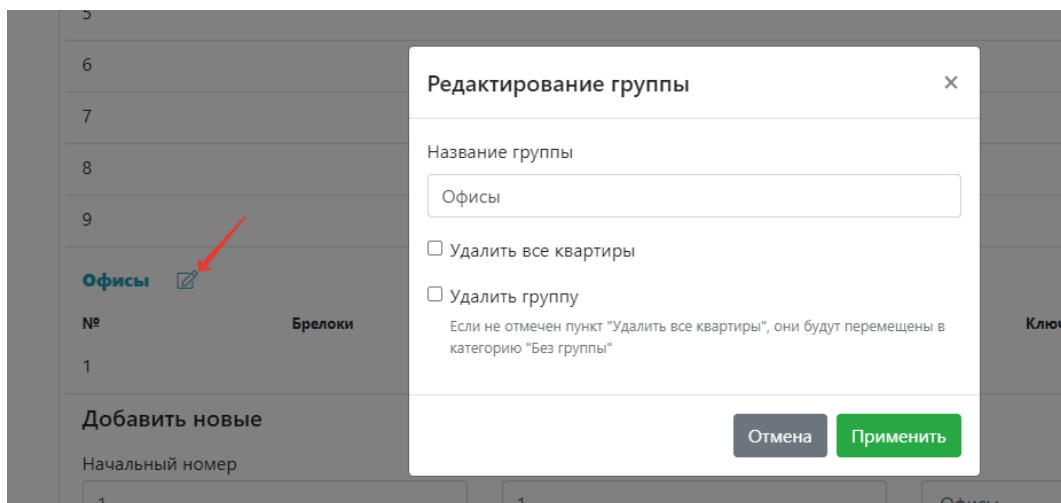 5
6
7
8
9
Офисы
№ Брелоки Ключ
1
Добавить новые
Начальный номер
1 1 Офисы
Редактирование группы ×
Название группы
Офисы
Удалить все квартиры
Удалить группу
Если не отмечен пункт "Удалить все квартиры", они будут перемещены в
категорию "Без группы"
Отмена Применить